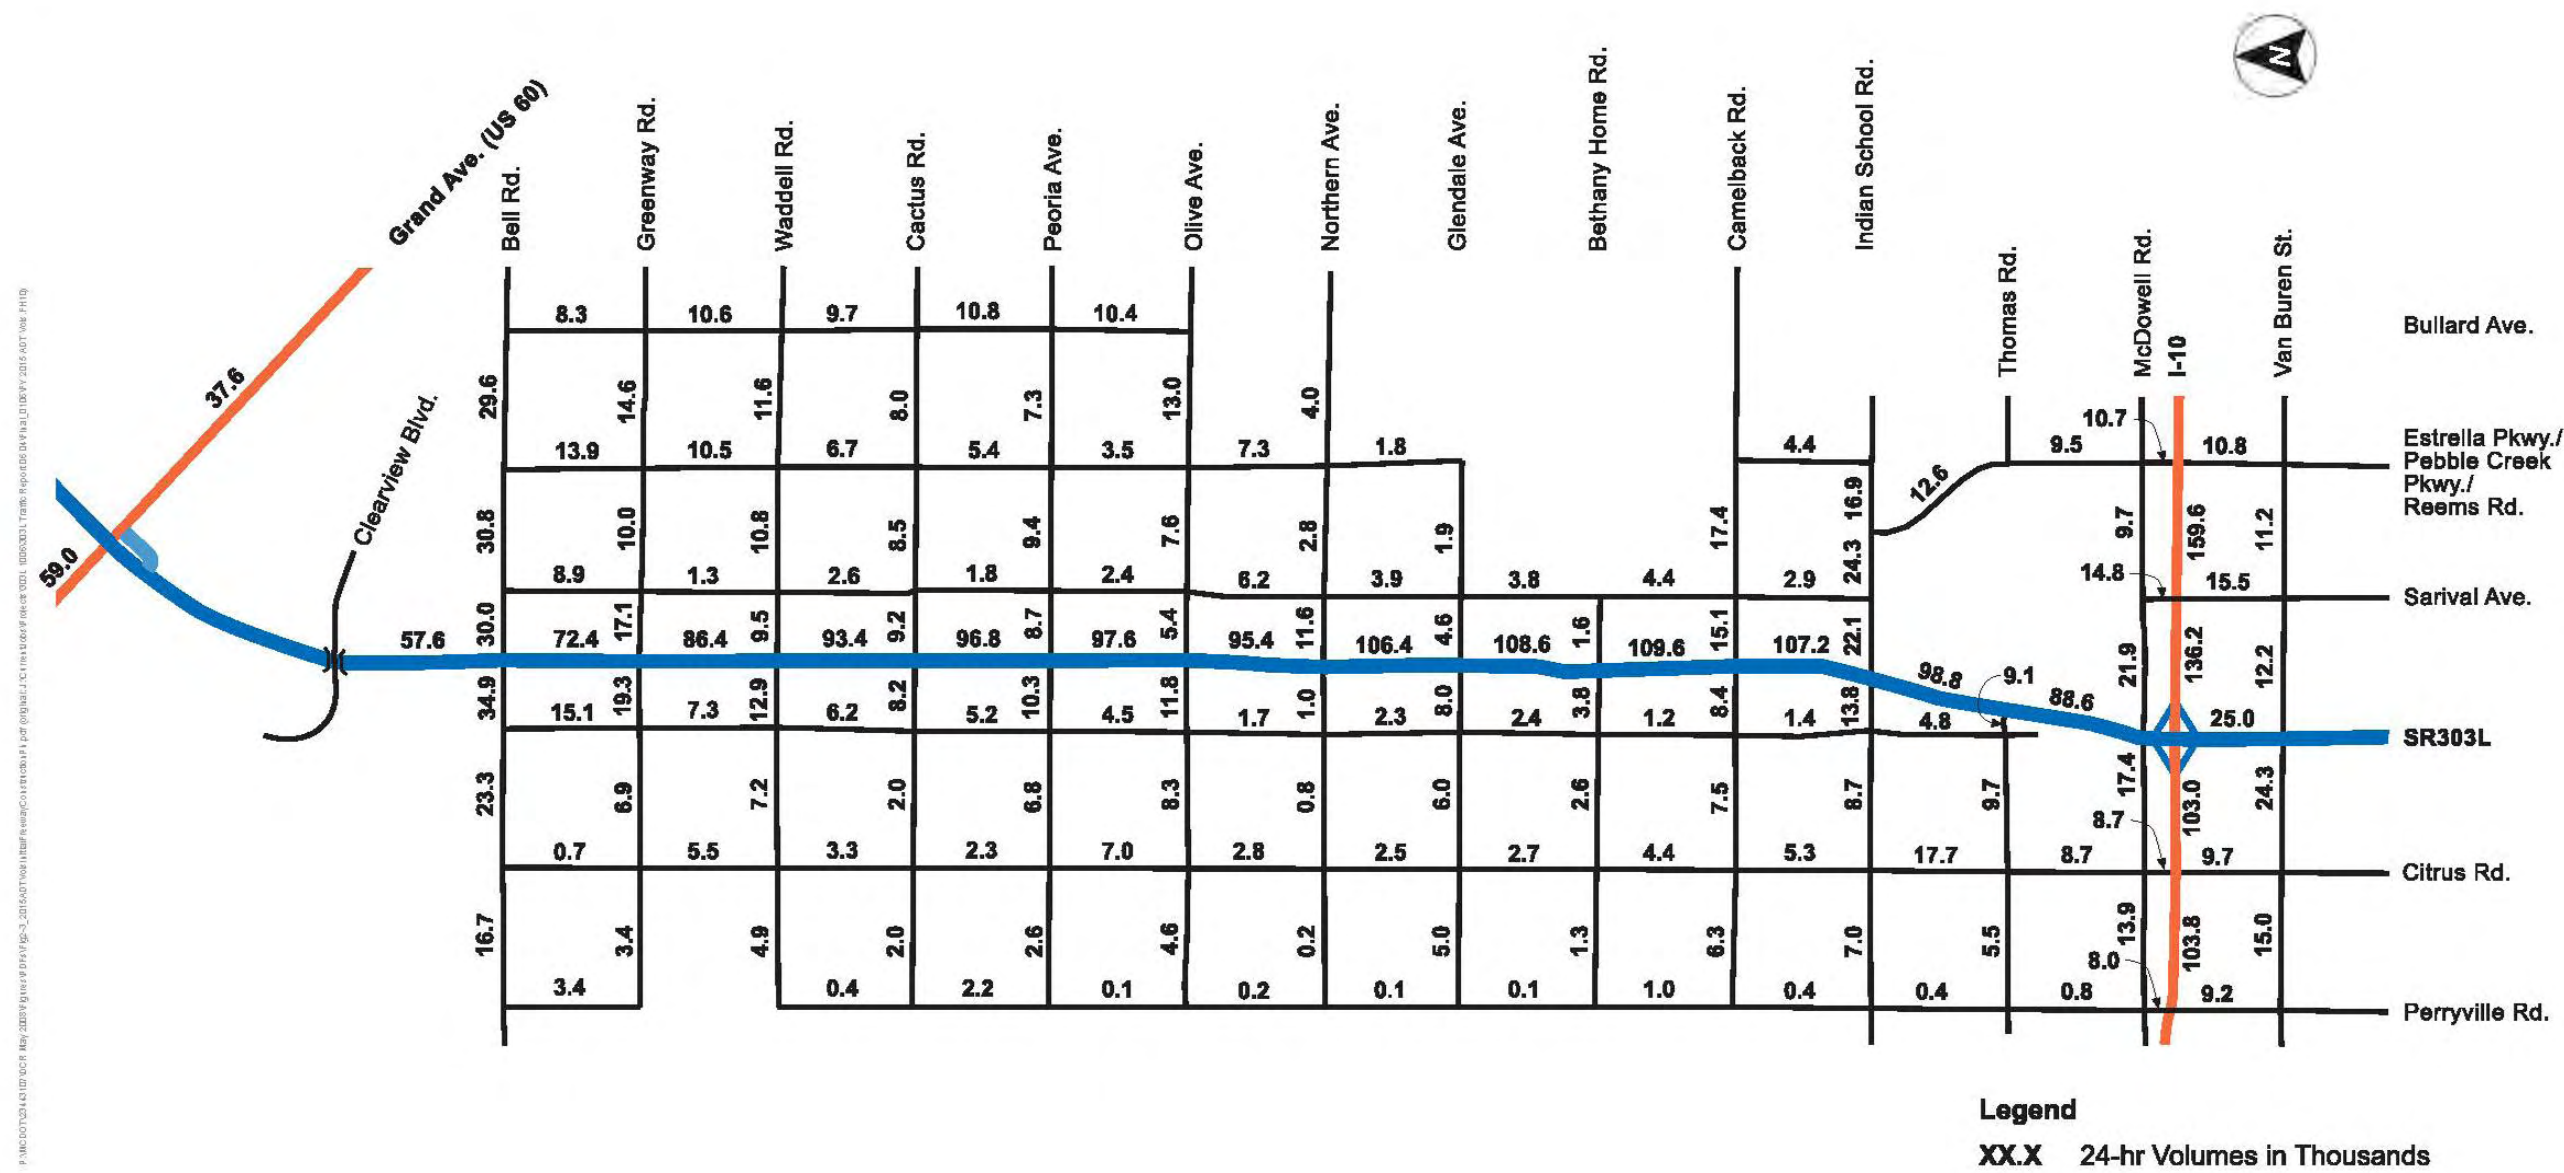 N
Grand Ave. (US 60)
Bell Rd.
Greenway Rd.
Waddell Rd.
Cactus Rd.
Peoria Ave.
Olive Ave.
Northern Ave.
Glendale Ave.
Bethany Home Rd.
Camelback Rd.
Indian School Rd.
Thomas Rd.
McDowell Rd.
I-10
Van Buren St.
Clearview Blvd.
37.6
59.0
8.3 10.6 9.7 10.8 10.4
Bullard Ave.
29.6 14.6 11.6 8.0 7.3 13.0 4.0
10.7
13.9 10.5 6.7 5.4 3.5 7.3 1.8 4.4 9.5 10.8
Estrella Pkwy./
Pebble Creek
Pkwy./
Reems Rd.
12.6
30.8 10.0 10.8 8.5 9.4 7.6 2.8 1.9 17.4 16.9 9.7 159.6 11.2
24.3
14.8
8.9 1.3 2.6 1.8 2.4 6.2 3.9 3.8 4.4 2.9 15.5
Sarival Ave.
30.0 17.1 9.5 9.2 8.7 5.4 11.6 4.6 1.6 15.1 22.1 21.9 136.2 12.2
57.6 72.4 86.4 93.4 96.8 97.6 95.4 106.4 108.6 109.6 107.2 98.8 88.6 25.0
SR303L
9.1
34.9 19.3 12.9 8.2 10.3 11.8 1.0 8.0 3.8 8.4 13.8
15.1 7.3 6.2 5.2 4.5 1.7 2.3 2.4 1.2 1.4 4.8
23.3 6.9 7.2 2.0 6.8 8.3 0.8 6.0 2.6 7.5 8.7 9.7 17.4 103.0 24.3
8.7
0.7 5.5 3.3 2.3 7.0 2.8 2.5 2.7 4.4 5.3 17.7 8.7 9.7
Citrus Rd.
16.7 3.4 4.9 2.0 2.6 4.6 0.2 5.0 1.3 6.3 7.0 5.5 13.9 103.8 15.0
8.0
3.4 0.4 2.2 0.1 0.2 0.1 0.1 1.0 0.4 0.4 0.8 9.2
Perryville Rd.
Legend
XX.X 24-hr Volumes in Thousands